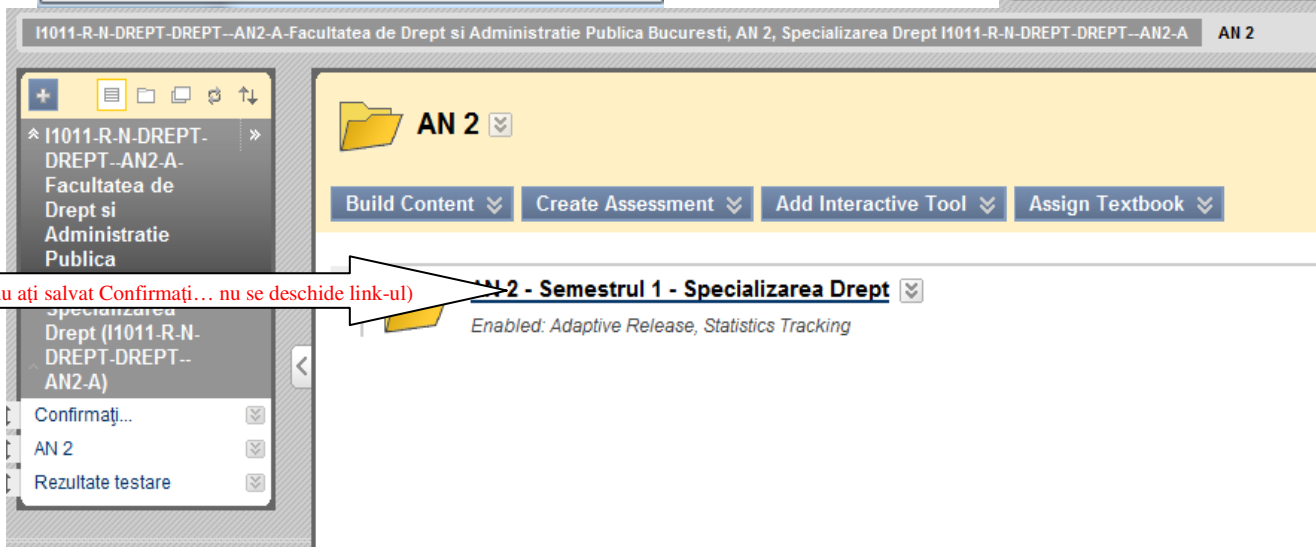 I1011-R-N-DREPT-DREPT--AN2-A-Facultatea de Drept si Administratie Publica Bucuresti, AN 2, Specializarea Drept I1011-R-N-DREPT-DREPT--AN2-A AN 2
I1011-R-N-DREPT-
DREPT--AN2-A-
Facultatea de
Drept si
Administratie
Publica
Specializarea
Drept (I1011-R-N-
DREPT-DREPT--
AN2-A)
Confirmaţi...
AN 2
Rezultate testare
AN 2
Build Content
Create Assessment
Add Interactive Tool
Assign Textbook
aţi salvat Confirmaţi… nu se deschide link-ul)
AN 2 - Semestrul 1 - Specializarea Drept
Enabled: Adaptive Release, Statistics Tracking